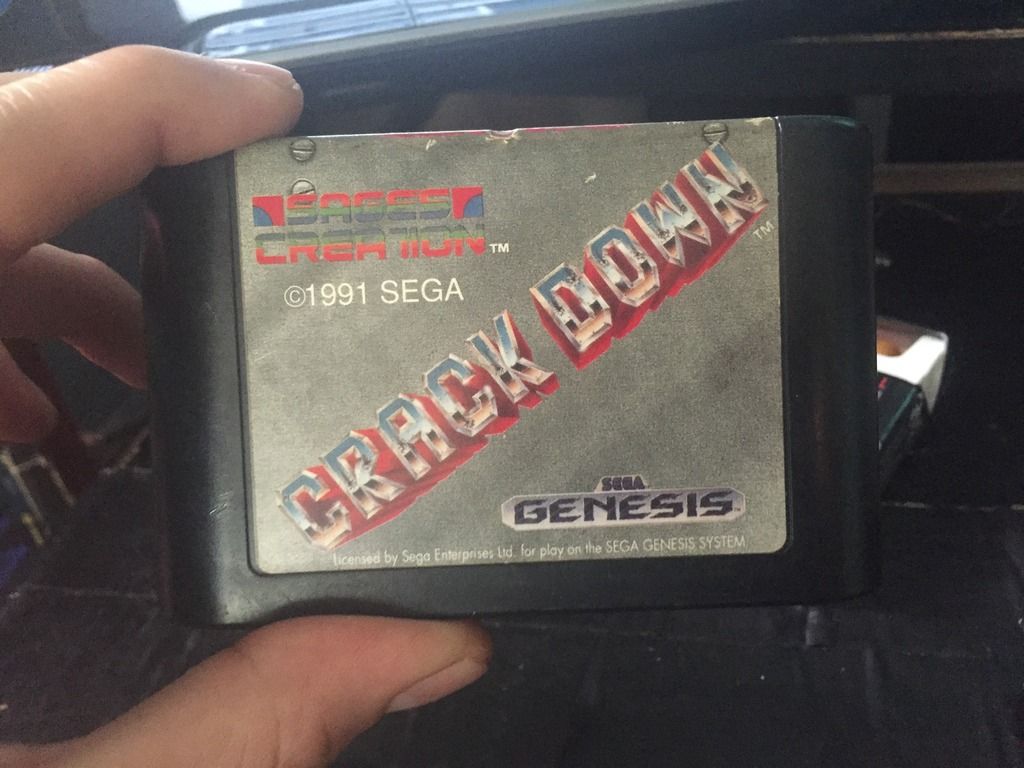 SAGES
CREATION™
©1991 SEGA
CRACK DOWN™
SEGA
GENESIS™
Licensed by Sega Enterprises Ltd. for play on the SEGA GENESIS SYSTEM